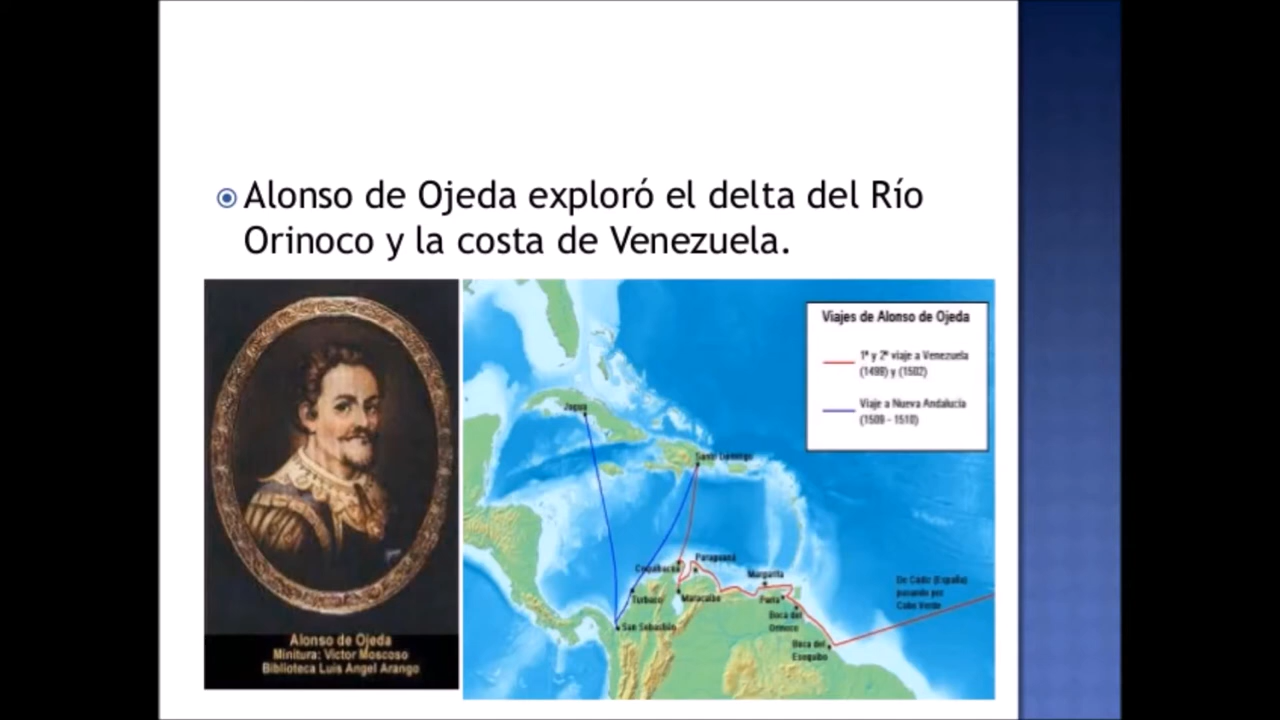 Alonso de Ojeda exploró el delta del Río
Orinoco y la costa de Venezuela.
Alonso de Ojeda
Minitura: Victor Moscoso
Biblioteca Luis Angel Arango
Viajes de Alonso de Ojeda
1ª y 2ª viaje a Venezuela
(1499) y (1502)
Viaje a Nueva Andalucía
(1509 - 1510)
Jagua
Santo Domingo
Paraguaná
Coquibacoa
Margarita
Turbaco
Maracaibo
Paria
San Sebastián
Boca del
Orinoco
Boca del
Esequibo
De Cádiz (España)
pasando por
Cabo Verde